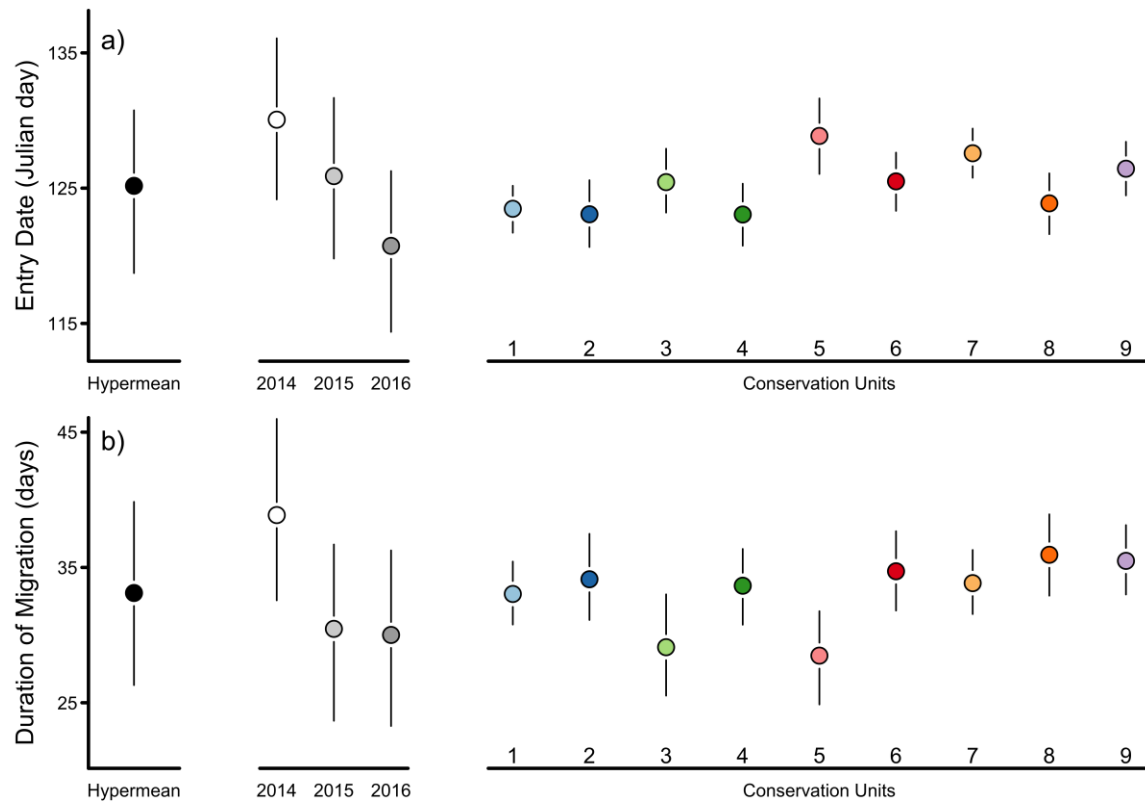 a)
Entry Date (Julian day)
135
125
115
1 2 3 4 5 6 7 8 9
Hypermean 2014 2015 2016 Conservation Units
b)
Duration of Migration (days)
45
35
25
1 2 3 4 5 6 7 8 9
Hypermean 2014 2015 2016 Conservation Units